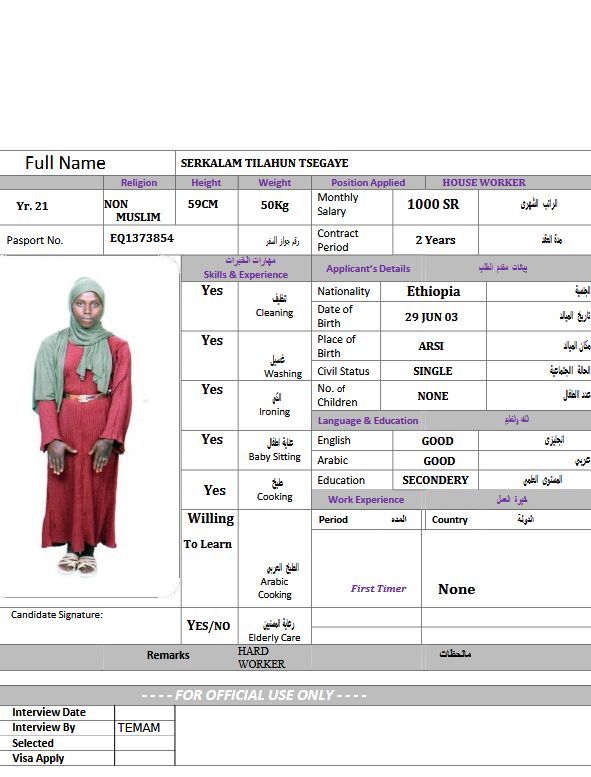 Full Name SERKALAM TILAHUN TSEGAYE
Religion Height Weight Position Applied HOUSE WORKER
Yr. 21 NON MUSLIM 59CM 50Kg Monthly Salary 1000 SR الراتب الشهري
Pasport No. EQ1373854 رقم جواز السفر Contract Period 2 Years مدة العقد
مهارات الخبرات
Skills & Experience Applicant's Details بيانات مقدم الطلب
Yes تنظيف Cleaning
Nationality Ethiopia الجنسية
Date of Birth 29 JUN 03 تاريخ الميلاد
Yes غسيل Washing
Place of Birth ARSI مكان الميلاد
Civil Status SINGLE الحالة الاجتماعية
Yes الكي Ironing
No. of Children NONE عدد الاطفال
Language & Education
Yes عناية اطفال Baby Sitting
English GOOD انجليزي
Arabic GOOD عربي
Yes طبخ Cooking
Education SECONDERY المستوى العلمي
Work Experience خبرة العمل
Willing To Learn الطبخ العربي Arabic Cooking
Period المده Country الدولة
First Timer None
Candidate Signature:
YES/NO رعاية المسنين Elderly Care
Remarks HARD WORKER مالحظات
- - - - FOR OFFICIAL USE ONLY - - - -
Interview Date
Interview By TEMAM
Selected
Visa Apply